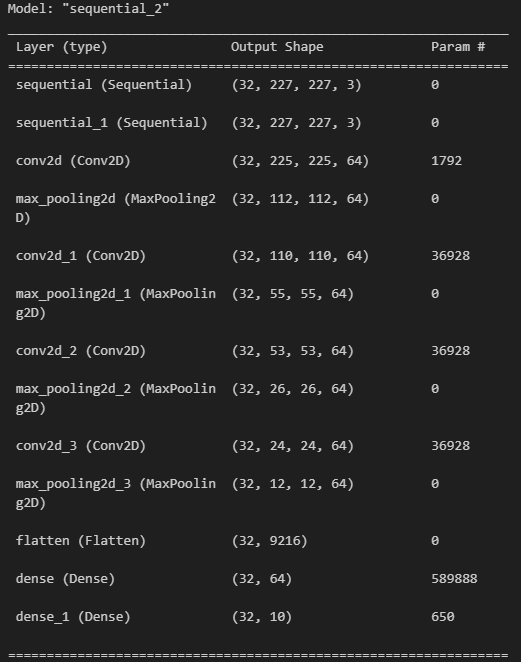 Model: "sequential_2"
_________________________________________________________________
Layer (type) Output Shape Param #
=================================================================
sequential (Sequential) (32, 227, 227, 3) 0
sequential_1 (Sequential) (32, 227, 227, 3) 0
conv2d (Conv2D) (32, 225, 225, 64) 1792
max_pooling2d (MaxPooling2 (32, 112, 112, 64) 0
D)
conv2d_1 (Conv2D) (32, 110, 110, 64) 36928
max_pooling2d_1 (MaxPoolin (32, 55, 55, 64) 0
g2D)
conv2d_2 (Conv2D) (32, 53, 53, 64) 36928
max_pooling2d_2 (MaxPoolin (32, 26, 26, 64) 0
g2D)
conv2d_3 (Conv2D) (32, 24, 24, 64) 36928
max_pooling2d_3 (MaxPoolin (32, 12, 12, 64) 0
g2D)
flatten (Flatten) (32, 9216) 0
dense (Dense) (32, 64) 589888
dense_1 (Dense) (32, 10) 650
=================================================================